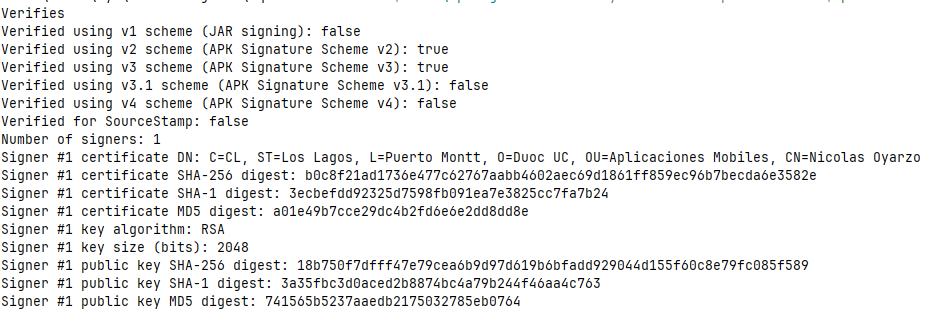 Verifies
Verified using v1 scheme (JAR signing): false
Verified using v2 scheme (APK Signature Scheme v2): true
Verified using v3 scheme (APK Signature Scheme v3): true
Verified using v3.1 scheme (APK Signature Scheme v3.1): false
Verified using v4 scheme (APK Signature Scheme v4): false
Verified for SourceStamp: false
Number of signers: 1
Signer #1 certificate DN: C=CL, ST=Los Lagos, L=Puerto Montt, O=Duoc UC, OU=Aplicaciones Mobiles, CN=Nicolas Oyarzo
Signer #1 certificate SHA-256 digest: b0c8f21ad1736e477c62767aabb4602aec69d1861ff859ec96b7becda6e3582e
Signer #1 certificate SHA-1 digest: 3ecbefdd92325d7598fb091ea7e3825cc7fa7b24
Signer #1 certificate MD5 digest: a01e49b7cce29dc4b2fd6e6e2dd8dd8e
Signer #1 key algorithm: RSA
Signer #1 key size (bits): 2048
Signer #1 public key SHA-256 digest: 18b750f7dfff47e79cea6b9d97d619b6bfadd929044d155f60c8e79fc085f589
Signer #1 public key SHA-1 digest: 3a35fbc3d0aced2b8874bc4a79b244f46aa4c763
Signer #1 public key MD5 digest: 741565b5237aaedb2175032785eb0764